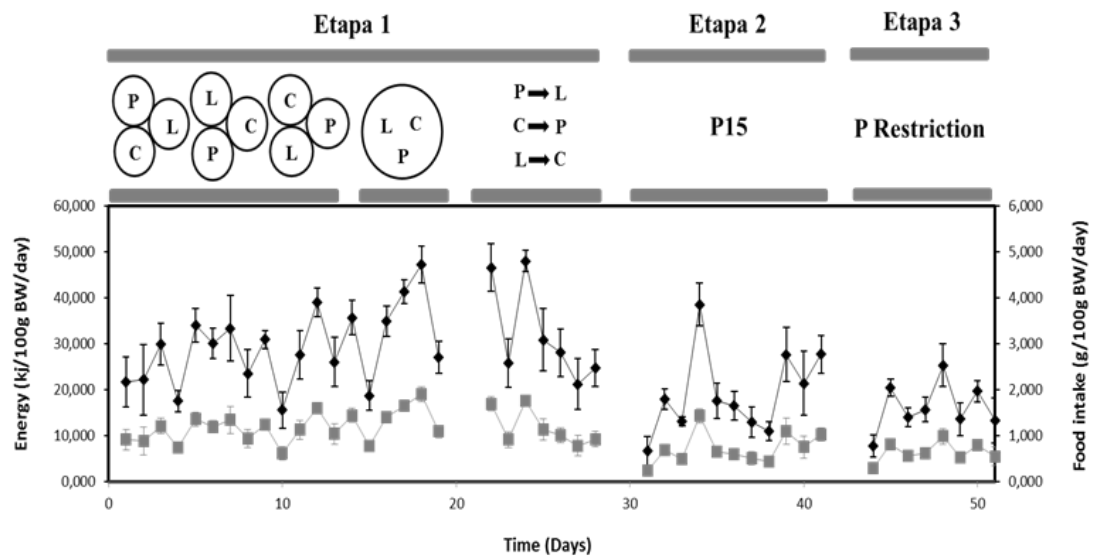 Etapa 1
Etapa 2
Etapa 3
P
L
C
L
C
P
C
P
L
L C
P
P ➡ L
C ➡ P
L ➡ C
P15
P Restriction
60,000
50,000
40,000
30,000
20,000
10,000
0,000
Energy (kj/100g BW/day)
6,000
5,000
4,000
3,000
2,000
1,000
0,000
Food intake (g/100g BW/day)
0
10
20
30
40
50
Time (Days)